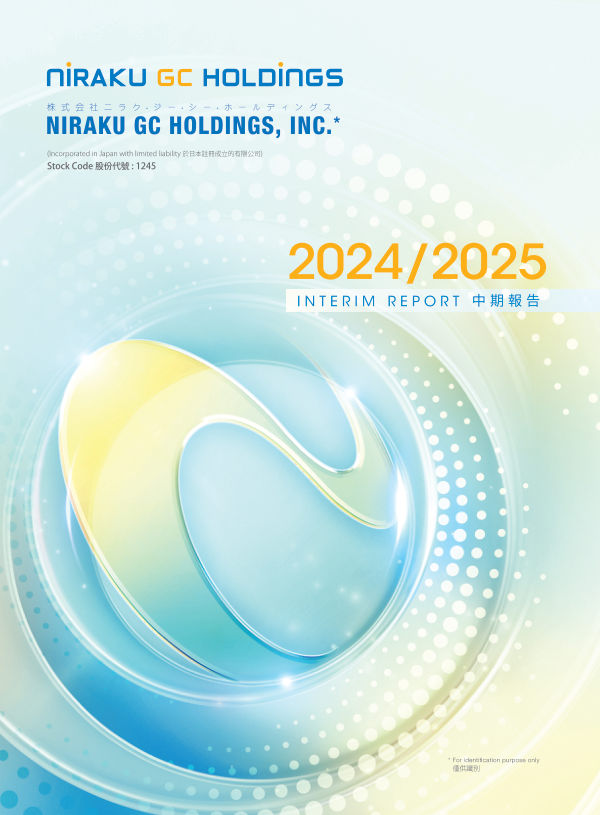 NIRAKU GC HOLDINGS
株式会社ニラク・ジー・シー・ホールディングス
NIRAKU GC HOLDINGS, INC.*
(Incorporated in Japan with limited liability 於日本註冊成立的有限公司)
Stock Code 股份代號 : 1245
2024/2025
INTERIM REPORT 中期報告
* For identification purpose only
僅供識別